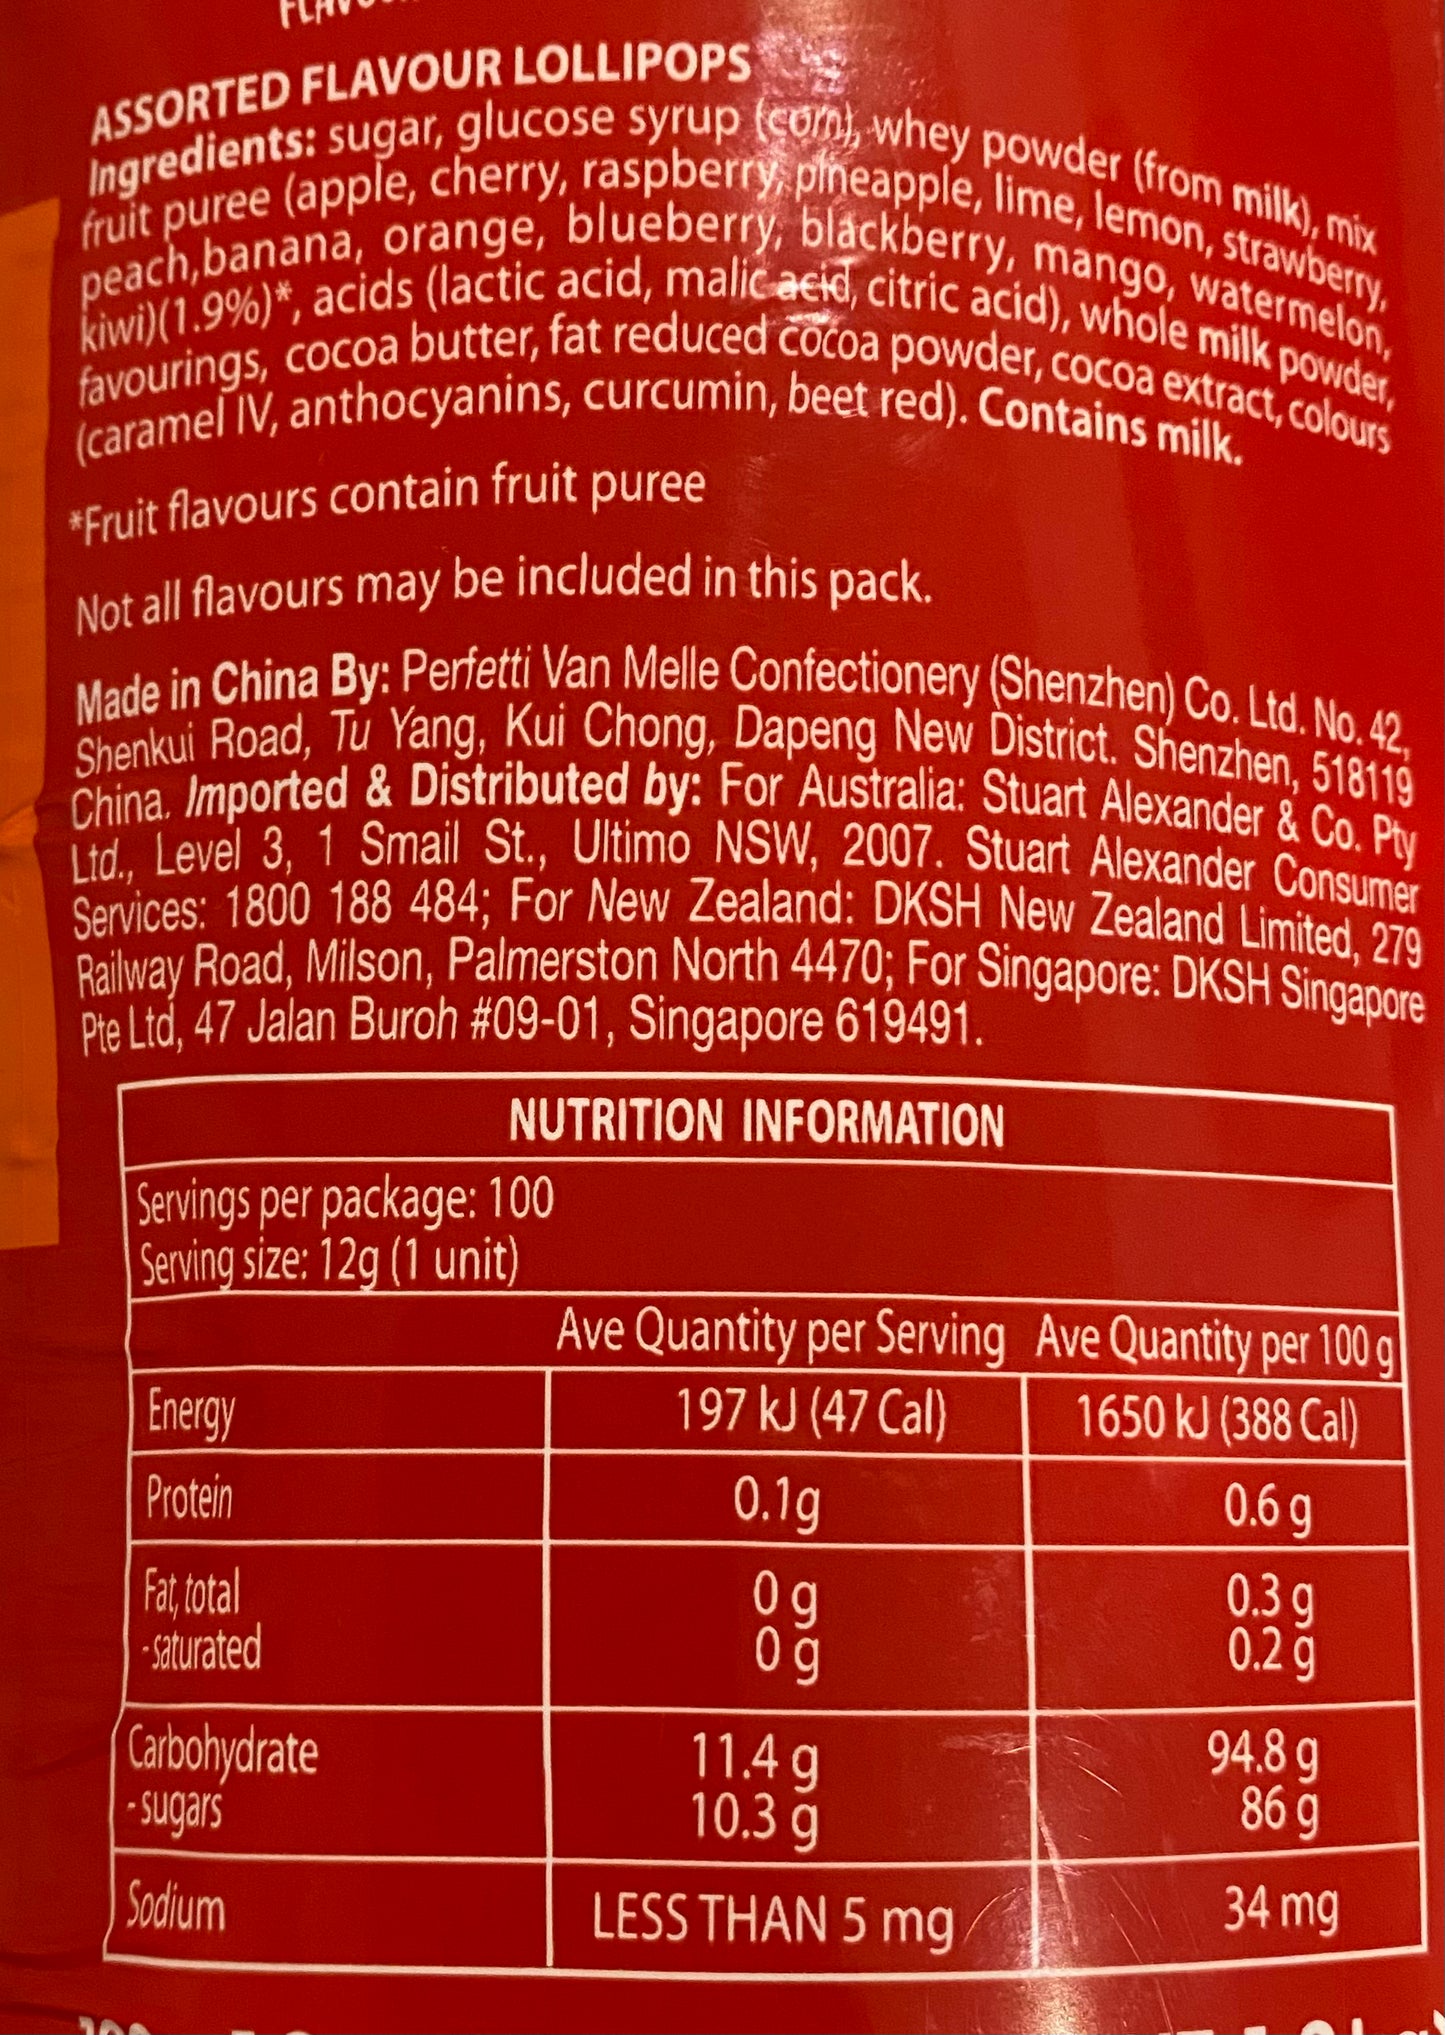 ASSORTED FLAVOUR LOLLIPOPS
Ingredients: sugar, glucose syrup (corn), whey powder (from milk), mix
fruit puree (apple, cherry, raspberry, pineapple, lime, lemon, strawberry,
peach,banana, orange, blueberry, blackberry, mango, watermelon,
kiwi)(1.9%)*, acids (lactic acid, malic acid, citric acid), whole milk powder,
favourings, cocoa butter, fat reduced cocoa powder, cocoa extract, colours
(caramel IV, anthocyanins, curcumin, beet red). Contains milk.
*Fruit flavours contain fruit puree
Not all flavours may be included in this pack.
Made in China By: Perfetti Van Melle Confectionery (Shenzhen) Co. Ltd. No. 42,
Shenkui Road, Tu Yang, Kui Chong, Dapeng New District. Shenzhen, 518119
China. Imported & Distributed by: For Australia: Stuart Alexander & Co. Pty
Ltd., Level 3, 1 Smail St., Ultimo NSW, 2007. Stuart Alexander Consumer
Services: 1800 188 484; For New Zealand: DKSH New Zealand Limited, 279
Railway Road, Milson, Palmerston North 4470; For Singapore: DKSH Singapore
Pte Ltd, 47 Jalan Buroh #09-01, Singapore 619491.
NUTRITION INFORMATION
Servings per package: 100
Serving size: 12g (1 unit)
Ave Quantity per Serving Ave Quantity per 100 g
Energy 197 kJ (47 Cal) 1650 kJ (388 Cal)
Protein 0.1g 0.6 g
Fat, total 0 g 0.3 g
- saturated 0 g 0.2 g
Carbohydrate 11.4 g 94.8 g
- sugars 10.3 g 86 g
Sodium LESS THAN 5 mg 34 mg